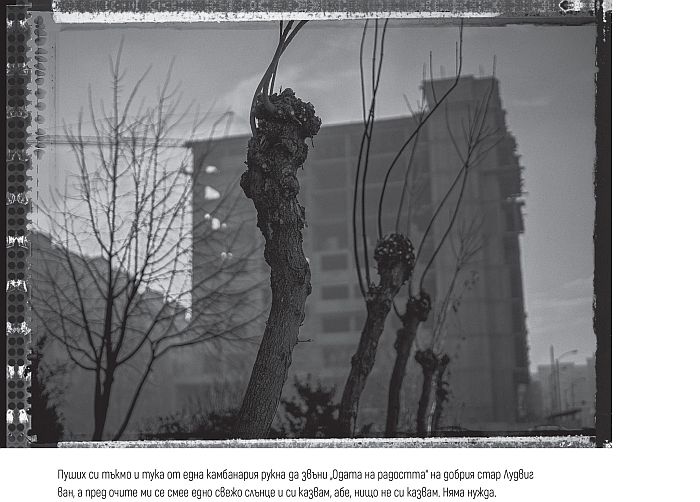 Пуших си тъкмо и тука от една камбанария рукна да звъни „Одата на радостта“ на добрия стар Лудвиг
ван, а пред очите ми се смее едно свежо слънце и си казвам, абе, нищо не си казвам. Няма нужда.